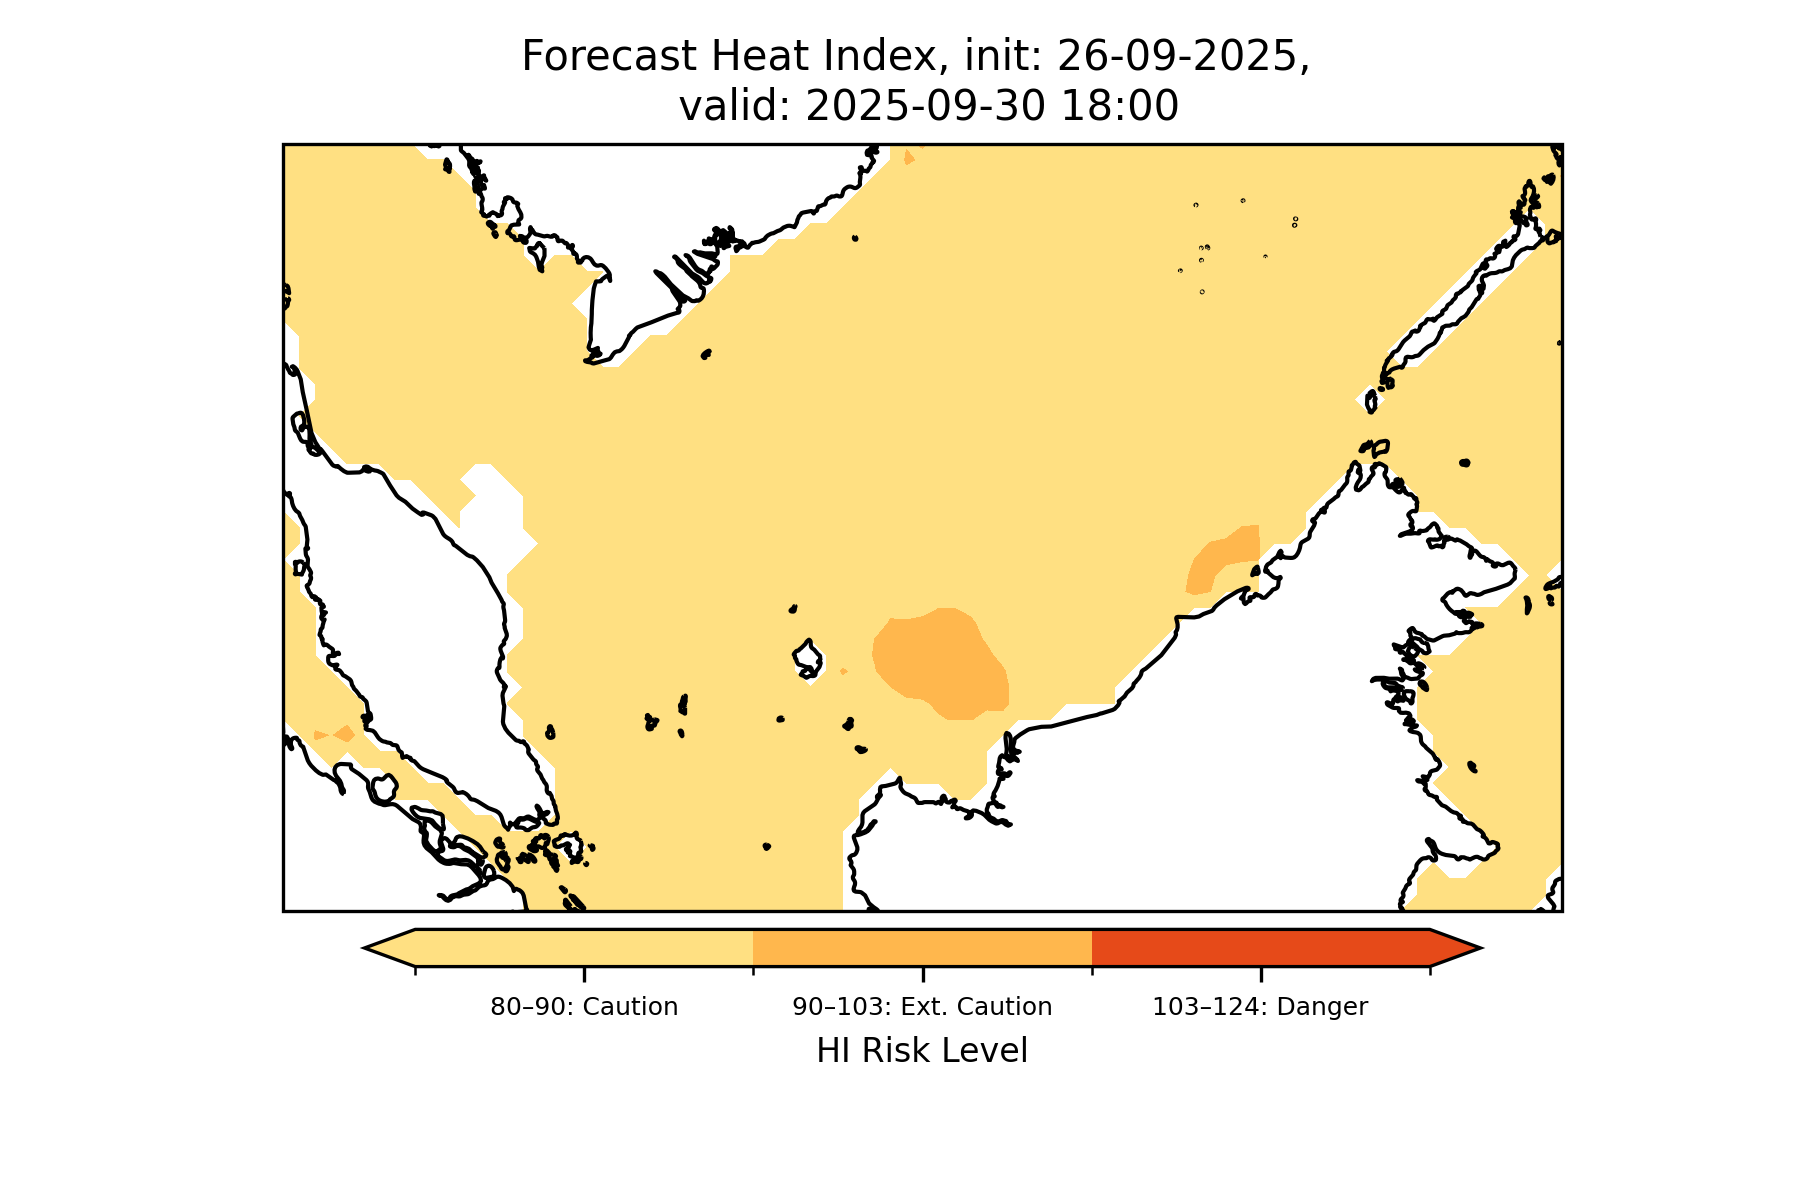 Forecast Heat Index, init: 26-09-2025,
valid: 2025-09-30 18:00
80–90: Caution
90–103: Ext. Caution
103–124: Danger
HI Risk Level